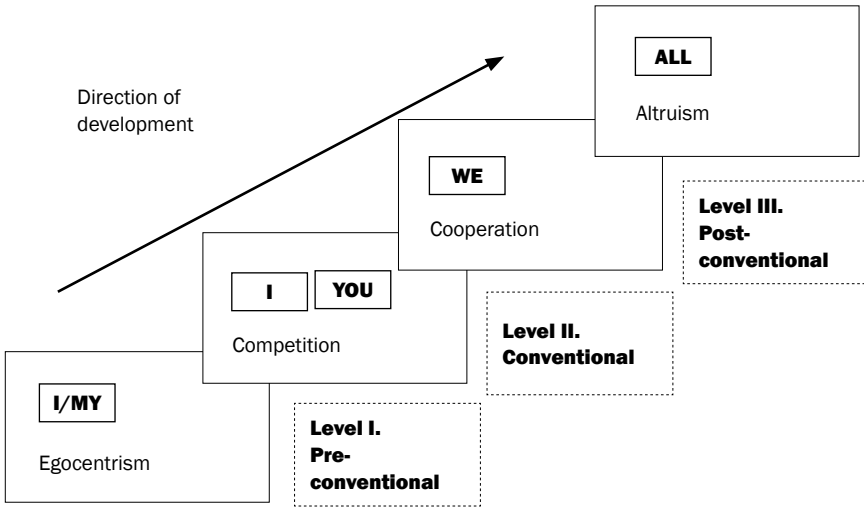 ALL
Direction of
development
Altruism
WE
Level III.
Post-
conventional
Cooperation
I
YOU
Level II.
Conventional
Competition
I/MY
Level I.
Pre-
conventional
Egocentrism